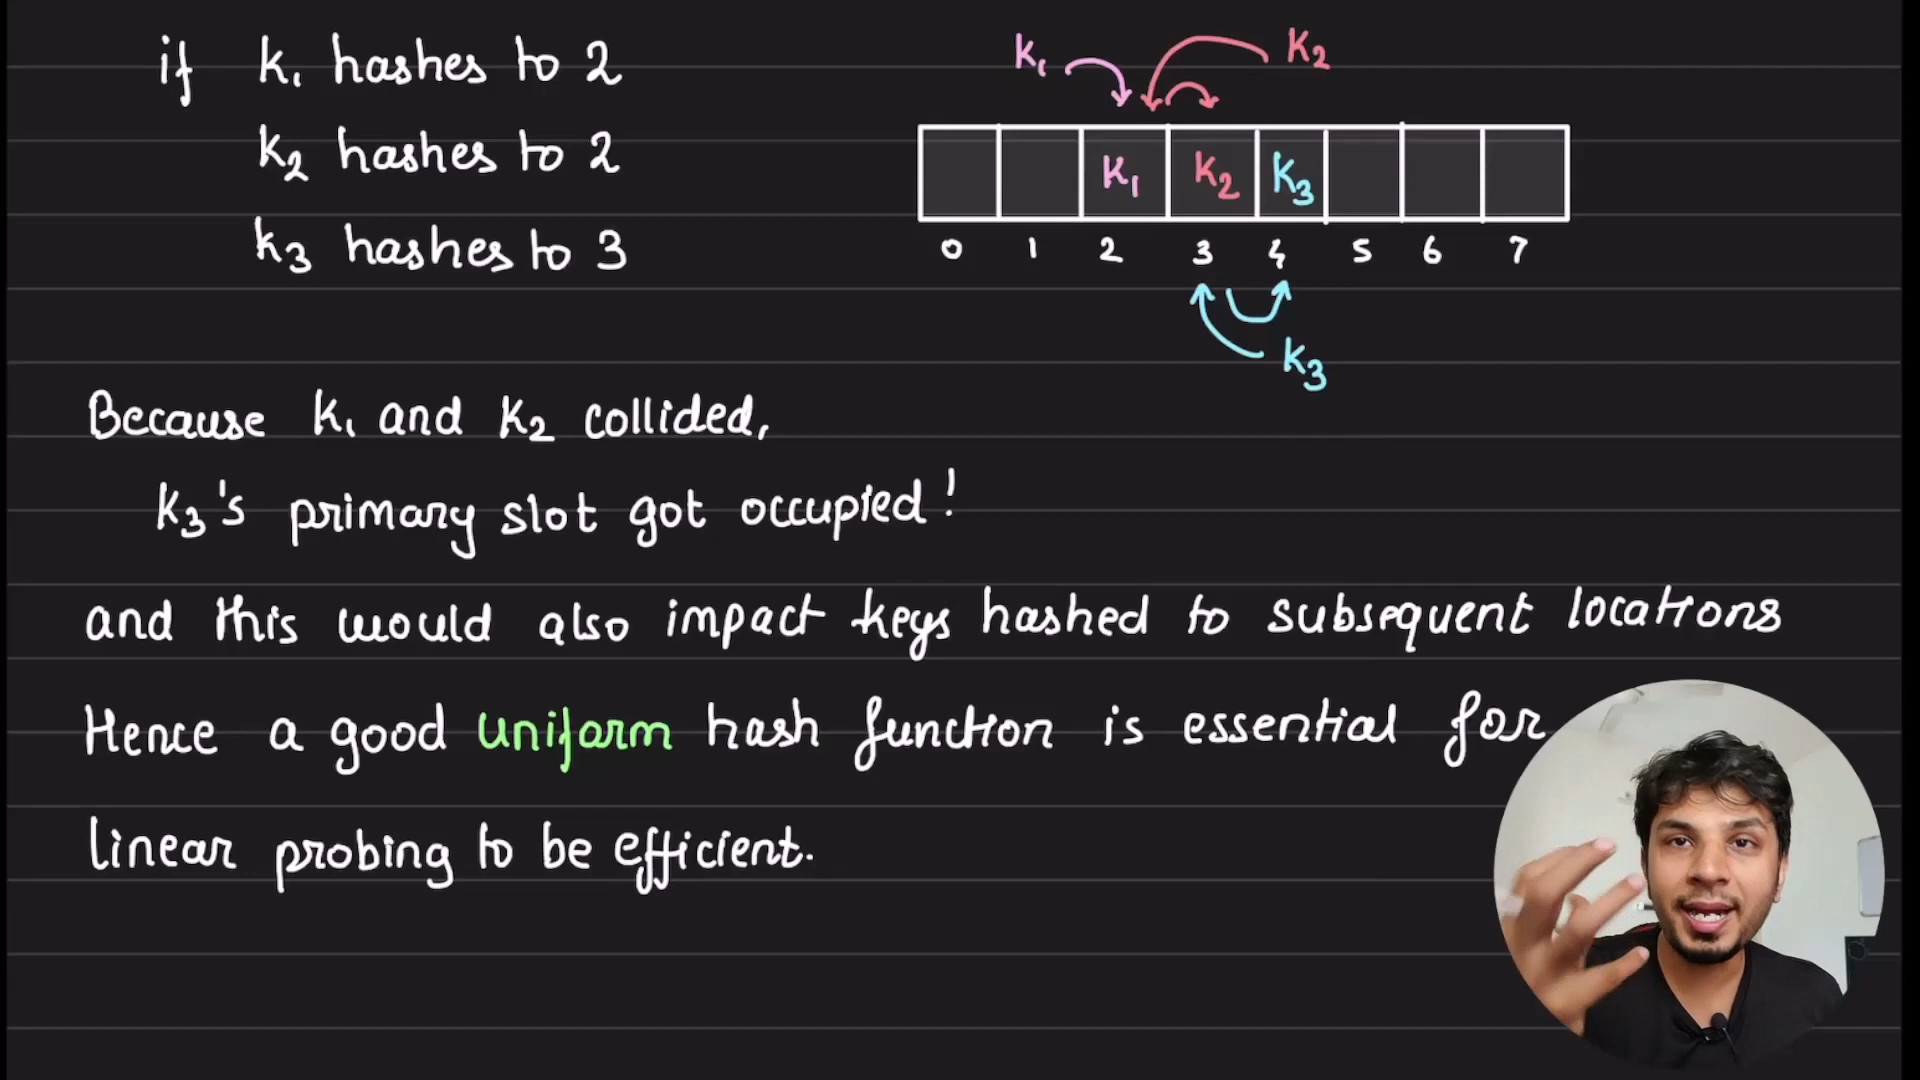 if k1 hashes to 2
k2 hashes to 2
k3 hashes to 3
k1 k2
k1 k2 k3
0 1 2 3 4 5 6 7
k3
Because k1 and k2 collided,
k3's primary slot got occupied!
and this would also impact keys hashed to subsequent locations
Hence a good uniform hash function is essential for
linear probing to be efficient.